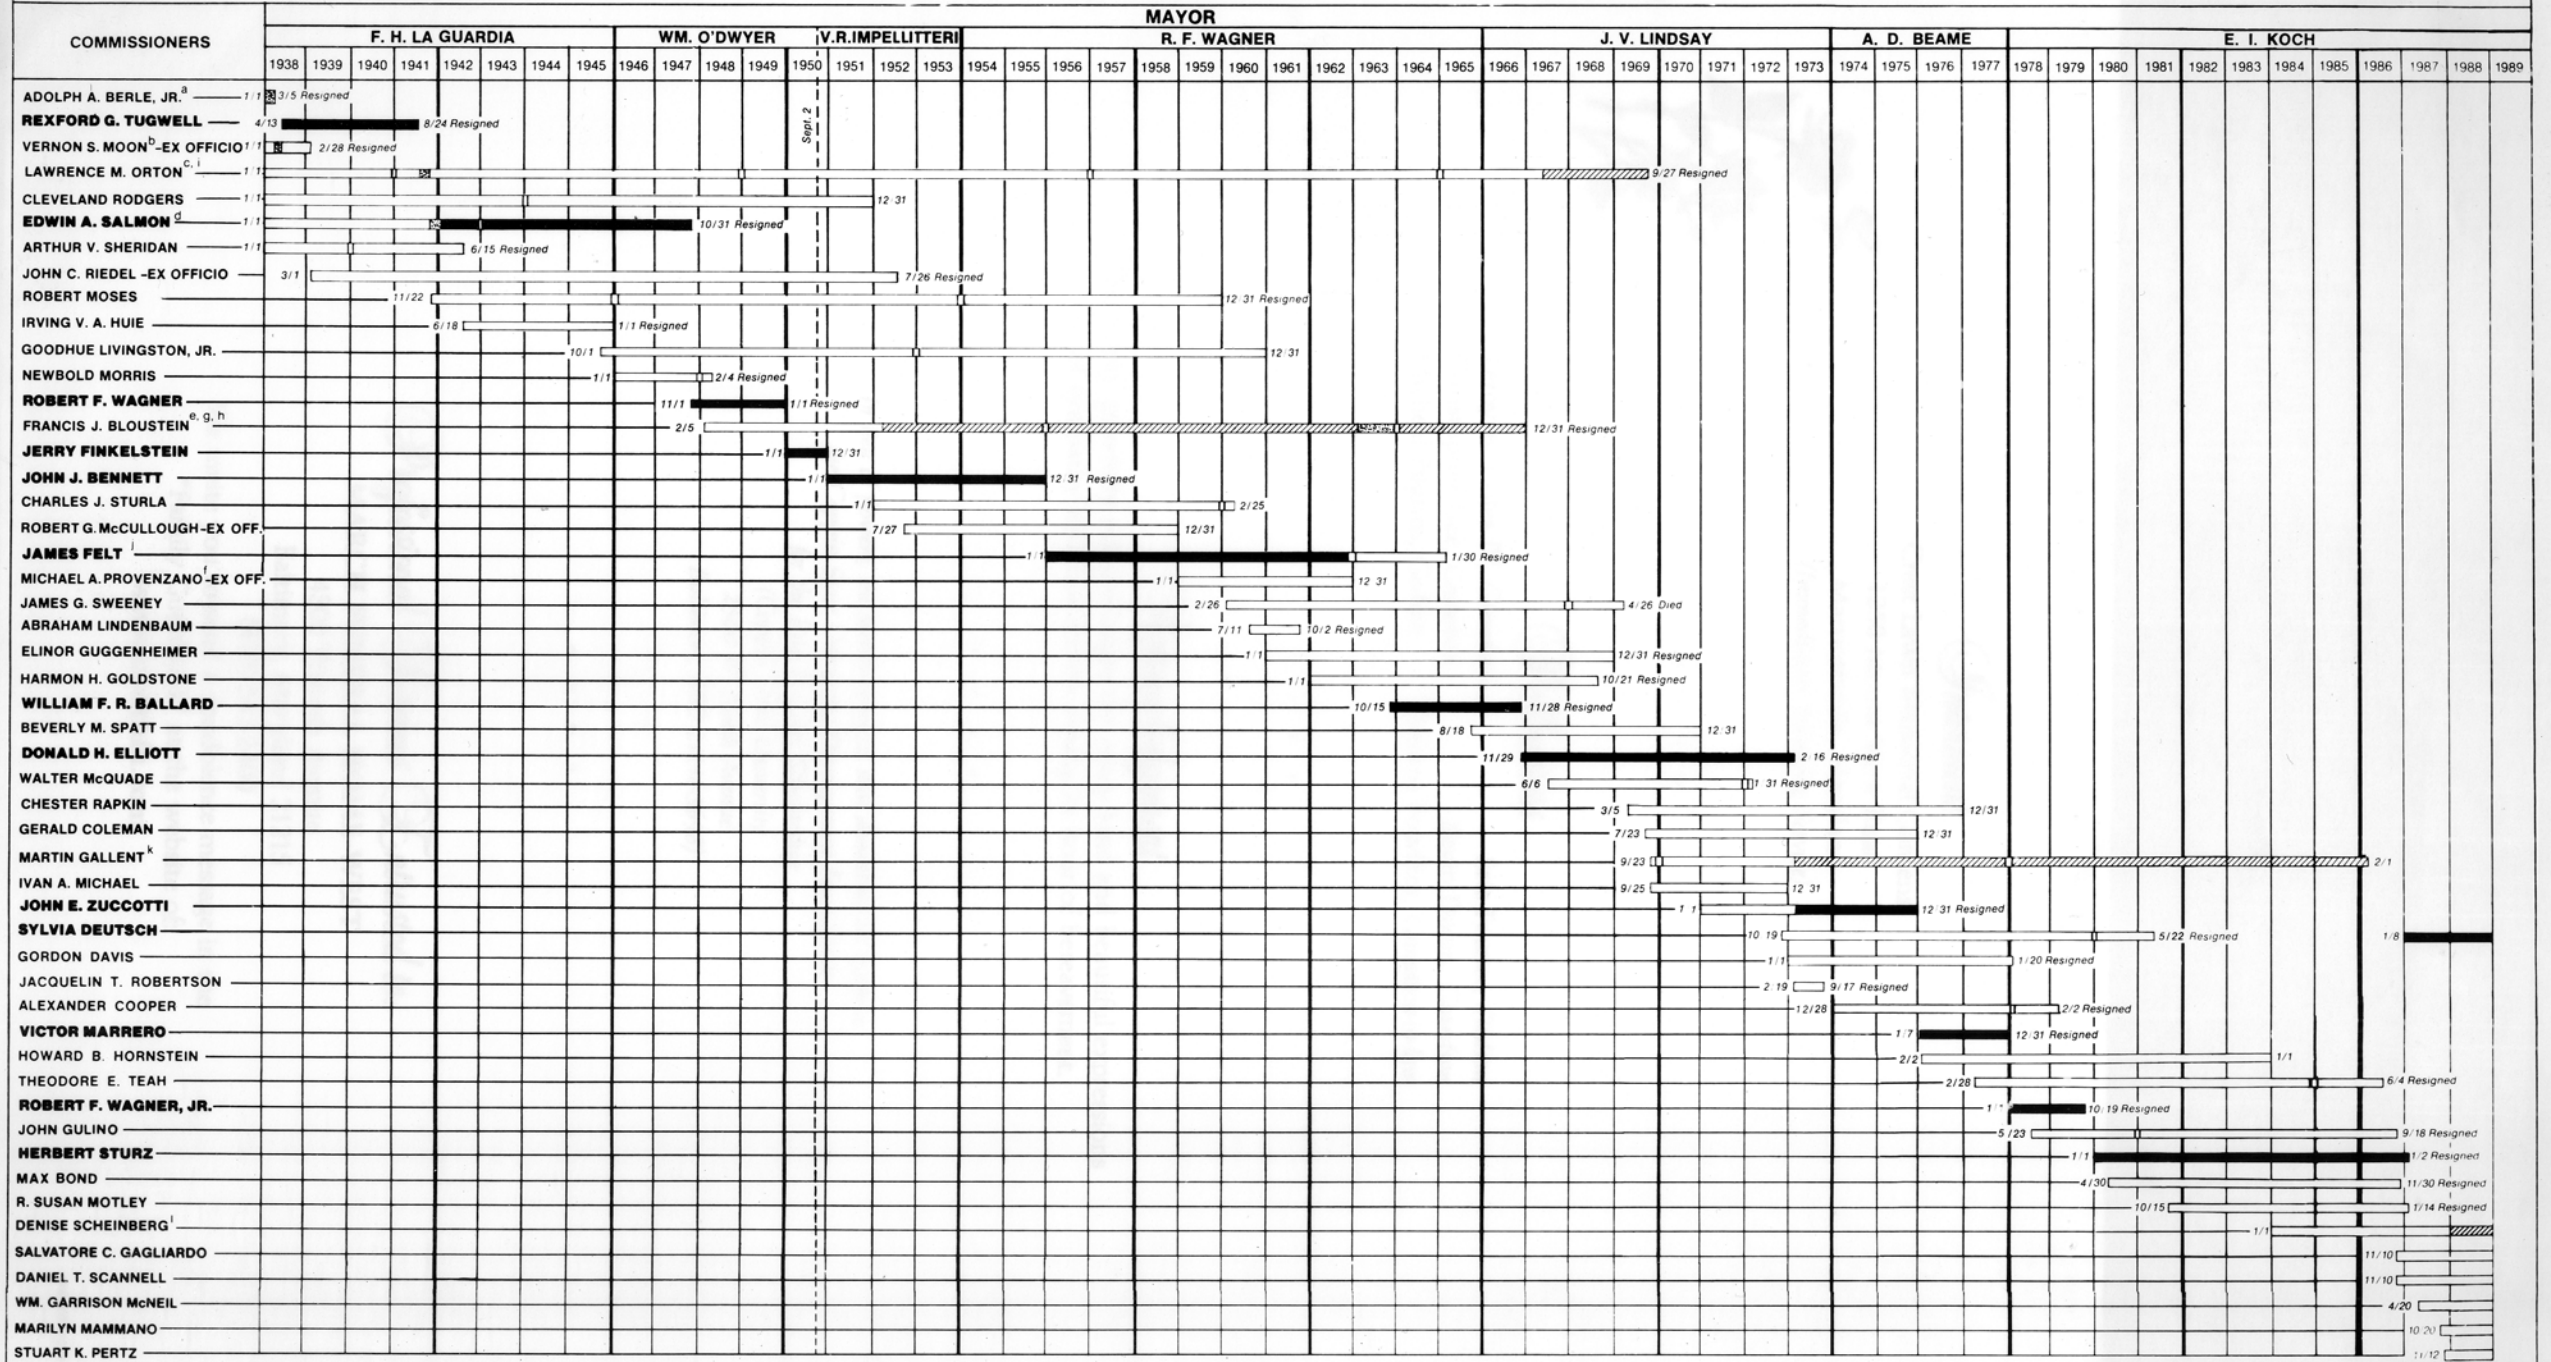 MAYOR
COMMISSIONERS F. H. LA GUARDIA WM. O'DWYER V.R.IMPELLITTERI R. F. WAGNER J. V. LINDSAY A. D. BEAME E. I. KOCH
1938 1939 1940 1941 1942 1943 1944 1945 1946 1947 1948 1949 1950 1951 1952 1953 1954 1955 1956 1957 1958 1959 1960 1961 1962 1963 1964 1965 1966 1967 1968 1969 1970 1971 1972 1973 1974 1975 1976 1977 1978 1979 1980 1981 1982 1983 1984 1985 1986 1987 1988 1989
Sept. 2
ADOLPH A. BERLE, JR.a 1/1 3/5 Resigned
REXFORD G. TUGWELL 4/13 8/24 Resigned
VERNON S. MOONb-EX OFFICIO 1/1 2/28 Resigned
LAWRENCE M. ORTONc, i 1/1 9/27 Resigned
CLEVELAND RODGERS 1/1 12/31
EDWIN A. SALMONd 1/1 10/31 Resigned
ARTHUR V. SHERIDAN 1/1 6/15 Resigned
JOHN C. RIEDEL -EX OFFICIO 3/1 7/26 Resigned
ROBERT MOSES 11/22 12/31 Resigned
IRVING V. A. HUIE 6/18 1/1 Resigned
GOODHUE LIVINGSTON, JR. 10/1 12/31
NEWBOLD MORRIS 1/1 2/4 Resigned
ROBERT F. WAGNER 11/1 1/1 Resigned
FRANCIS J. BLOUSTEINe, g, h 2/5 12/31 Resigned
JERRY FINKELSTEIN 1/1 12/31
JOHN J. BENNETT 1/1 12/31 Resigned
CHARLES J. STURLA 1/1 2/25
ROBERT G. McCULLOUGH-EX OFF. 7/27 12/31
JAMES FELTj 1/1 1/30 Resigned
MICHAEL A. PROVENZANOf-EX OFF. 1/1 12/31
JAMES G. SWEENEY 2/26 4/26 Died
ABRAHAM LINDENBAUM 7/11 10/2 Resigned
ELINOR GUGGENHEIMER 1/1 12/31 Resigned
HARMON H. GOLDSTONE 1/1 10/21 Resigned
WILLIAM F. R. BALLARD 10/15 11/28 Resigned
BEVERLY M. SPATT 8/18 12/31
DONALD H. ELLIOTT 11/29 2/16 Resigned
WALTER McQUADE 6/6 1/31 Resigned
CHESTER RAPKIN 3/5 12/31
GERALD COLEMAN 7/23 12/31
MARTIN GALLENTk 9/23 2/1
IVAN A. MICHAEL 9/25 12/31
JOHN E. ZUCCOTTI 1/1 12/31 Resigned
SYLVIA DEUTSCH 10/19 5/22 Resigned 1/8
GORDON DAVIS 1/1 1/20 Resigned
JACQUELIN T. ROBERTSON 2/19 9/17 Resigned
ALEXANDER COOPER 12/28 2/2 Resigned
VICTOR MARRERO 1/7 12/31 Resigned
HOWARD B. HORNSTEIN 2/2 1/1
THEODORE E. TEAH 2/28 6/4 Resigned
ROBERT F. WAGNER, JR. 1/1 10/19 Resigned
JOHN GULINO 5/23 9/18 Resigned
HERBERT STURZ 1/1 1/2 Resigned
MAX BOND 4/30 11/30 Resigned
R. SUSAN MOTLEY 10/15 1/14 Resigned
DENISE SCHEINBERGl 1/1
SALVATORE C. GAGLIARDO 11/10
DANIEL T. SCANNELL 11/10
WM. GARRISON McNEIL 4/20
MARILYN MAMMANO 10/20
STUART K. PERTZ 11/12